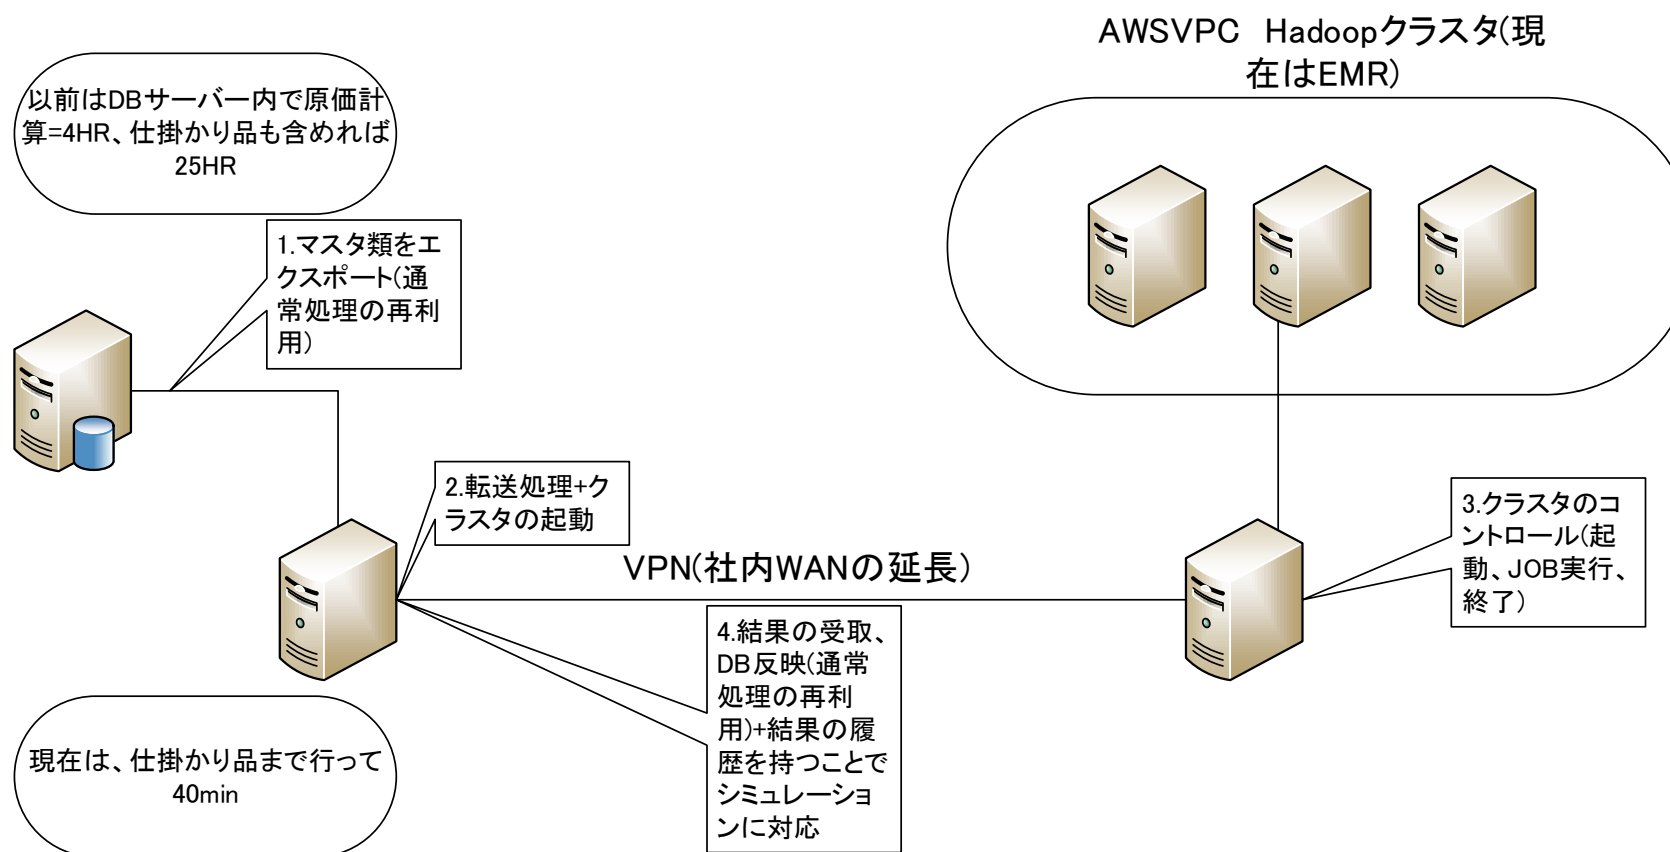 AWSVPC　Hadoopクラスタ(現
在はEMR)
以前はDBサーバー内で原価計
算=4HR、仕掛かり品も含めれば
25HR
1.マスタ類をエ
クスポート(通
常処理の再利
用)
2.転送処理+ク
ラスタの起動
VPN(社内WANの延長)
3.クラスタのコ
ントロール(起
動、JOB実行、
終了)
4.結果の受取、
DB反映(通常
処理の再利
用)+結果の履
歴を持つことで
シミュレーショ
ンに対応
現在は、仕掛かり品まで行って
40min